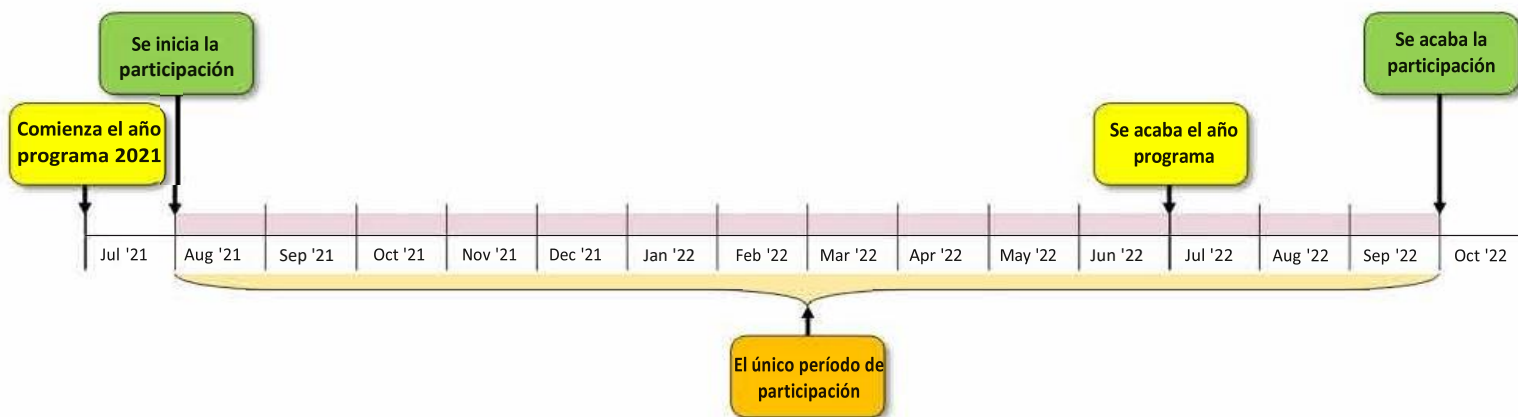 Se inicia la
participación
Se acaba la
participación
Comienza el año
programa 2021
Se acaba el año
programa
Jul '21
Aug '21
Sep '21
Oct '21
Nov '21
Dec '21
Jan '22
Feb '22
Mar '22
Apr '22
May '22
Jun '22
Jul '22
Aug '22
Sep '22
Oct '22
El único período de
participación